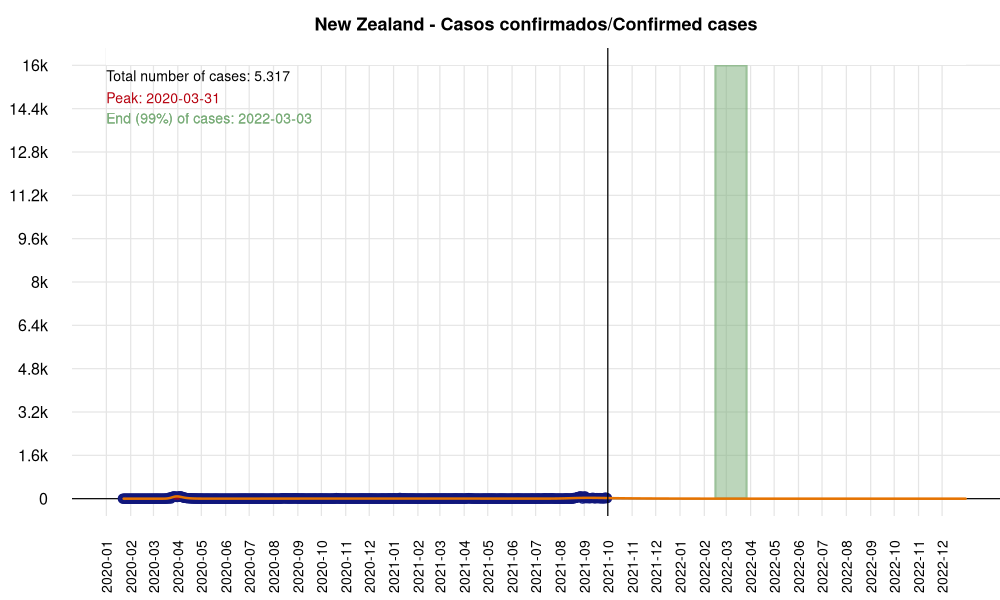 New Zealand - Casos confirmados/Confirmed cases
Total number of cases: 5.317
Peak: 2020-03-31
End (99%) of cases: 2022-03-03
16k
14.4k
12.8k
11.2k
9.6k
8k
6.4k
4.8k
3.2k
1.6k
0
2020-01
2020-02
2020-03
2020-04
2020-05
2020-06
2020-07
2020-08
2020-09
2020-10
2020-11
2020-12
2021-01
2021-02
2021-03
2021-04
2021-05
2021-06
2021-07
2021-08
2021-09
2021-10
2021-11
2021-12
2022-01
2022-02
2022-03
2022-04
2022-05
2022-06
2022-07
2022-08
2022-09
2022-10
2022-11
2022-12